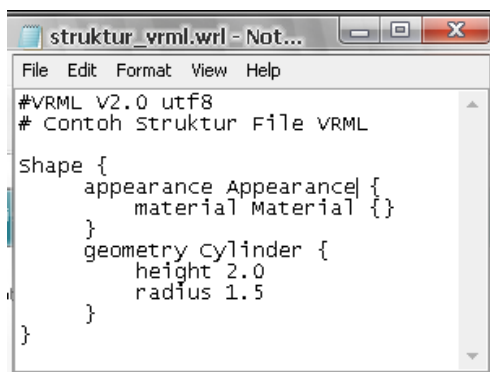 struktur_vrml.wrl - Not...
File Edit Format View Help
#VRML V2.0 utf8
# Contoh Struktur File VRML
Shape {
appearance Appearance {
material Material {}
}
geometry Cylinder {
height 2.0
radius 1.5
}
}